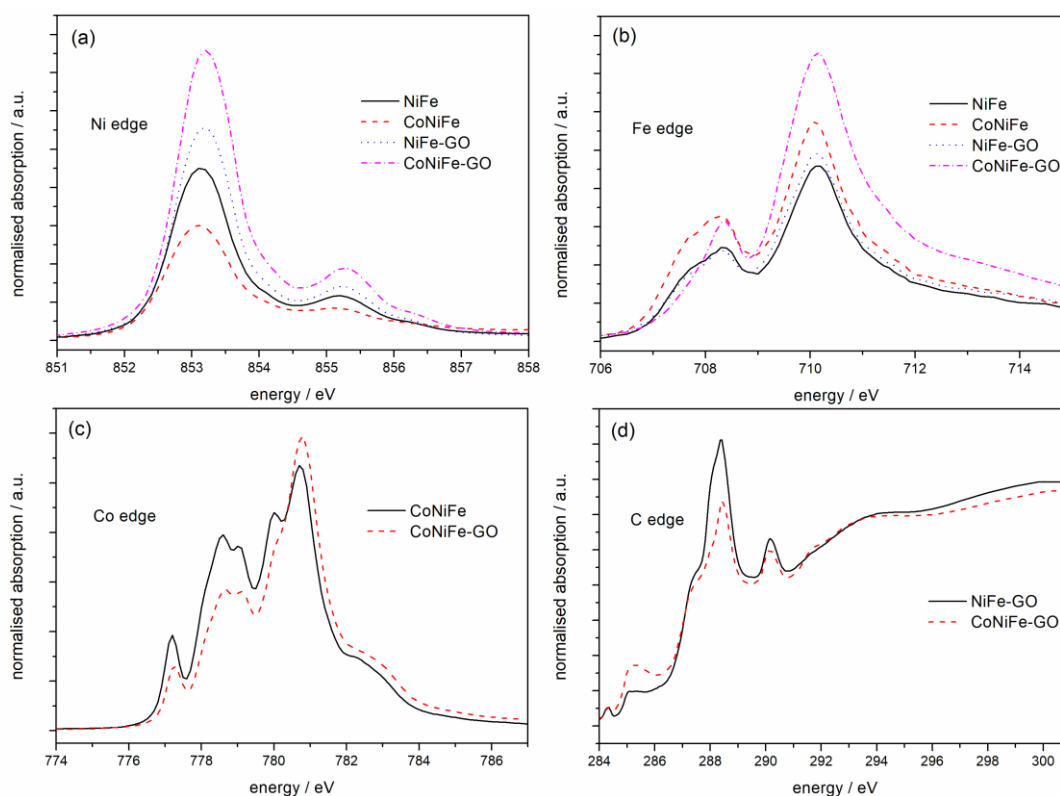 (a)
Ni edge
NiFe
CoNiFe
NiFe-GO
CoNiFe-GO
normalised absorption / a.u.
851 852 853 854 855 856 857 858
energy / eV
(b)
Fe edge
NiFe
CoNiFe
NiFe-GO
CoNiFe-GO
normalised absorption / a.u.
706 708 710 712 714
energy / eV
(c)
Co edge
CoNiFe
CoNiFe-GO
normalised absorption / a.u.
774 776 778 780 782 784 786
energy / eV
(d)
C edge
NiFe-GO
CoNiFe-GO
normalised absorption / a.u.
284 286 288 290 292 294 296 298 300
energy / eV